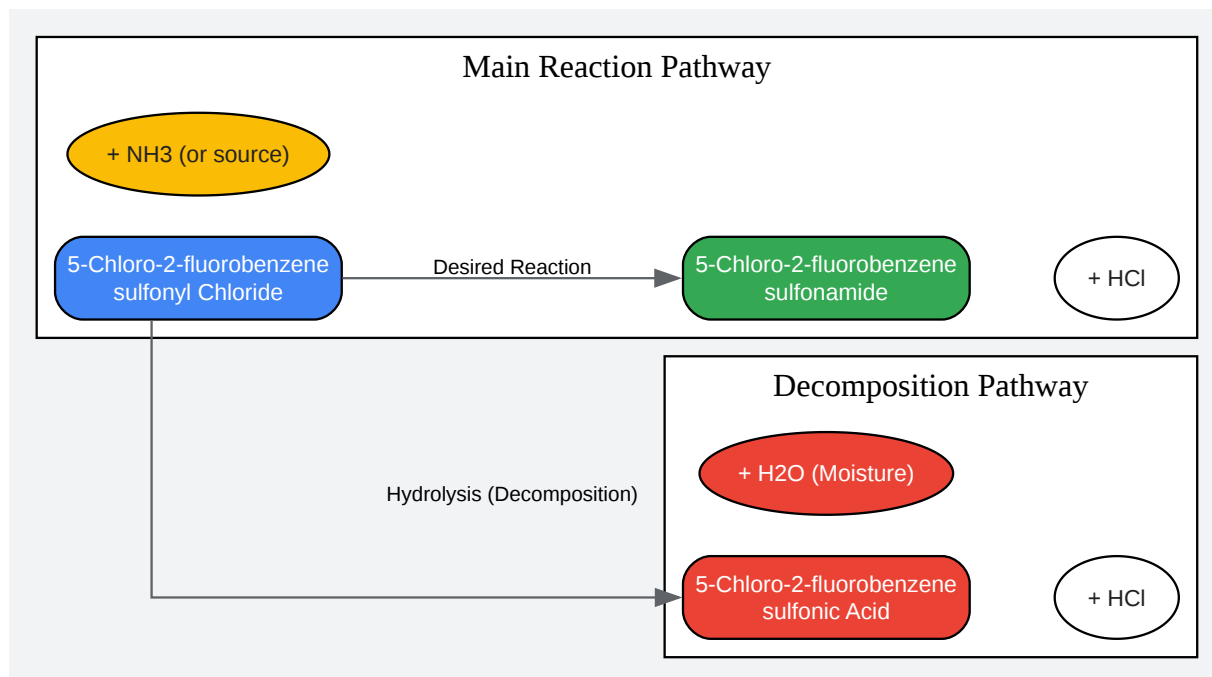 Main Reaction Pathway
+ NH3 (or source)
5-Chloro-2-fluorobenzene
sulfonyl Chloride
Desired Reaction
5-Chloro-2-fluorobenzene
sulfonamide
+ HCl
Decomposition Pathway
+ H2O (Moisture)
Hydrolysis (Decomposition)
5-Chloro-2-fluorobenzene
sulfonic Acid
+ HCl